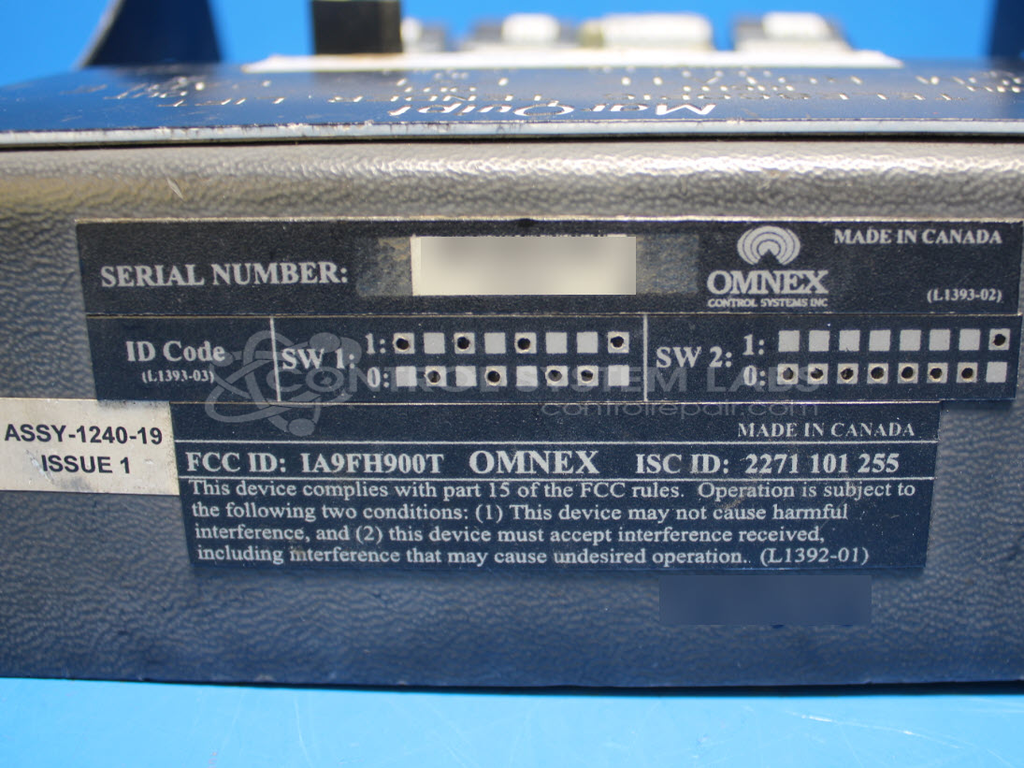 MarQuipt
SERIAL NUMBER:
OMNEX
CONTROL SYSTEMS INC
MADE IN CANADA
(L1393-02)
ID Code
(L1393-03)
SW 1: 1:
0:
SW 2: 1:
0:
CONTROL SYSTEM LABS
controlrepair.com
ASSY-1240-19
ISSUE 1
MADE IN CANADA
FCC ID: IA9FH900T OMNEX ISC ID: 2271 101 255
This device complies with part 15 of the FCC rules. Operation is subject to
the following two conditions: (1) This device may not cause harmful
interference, and (2) this device must accept interference received,
including interference that may cause undesired operation. (L1392-01)